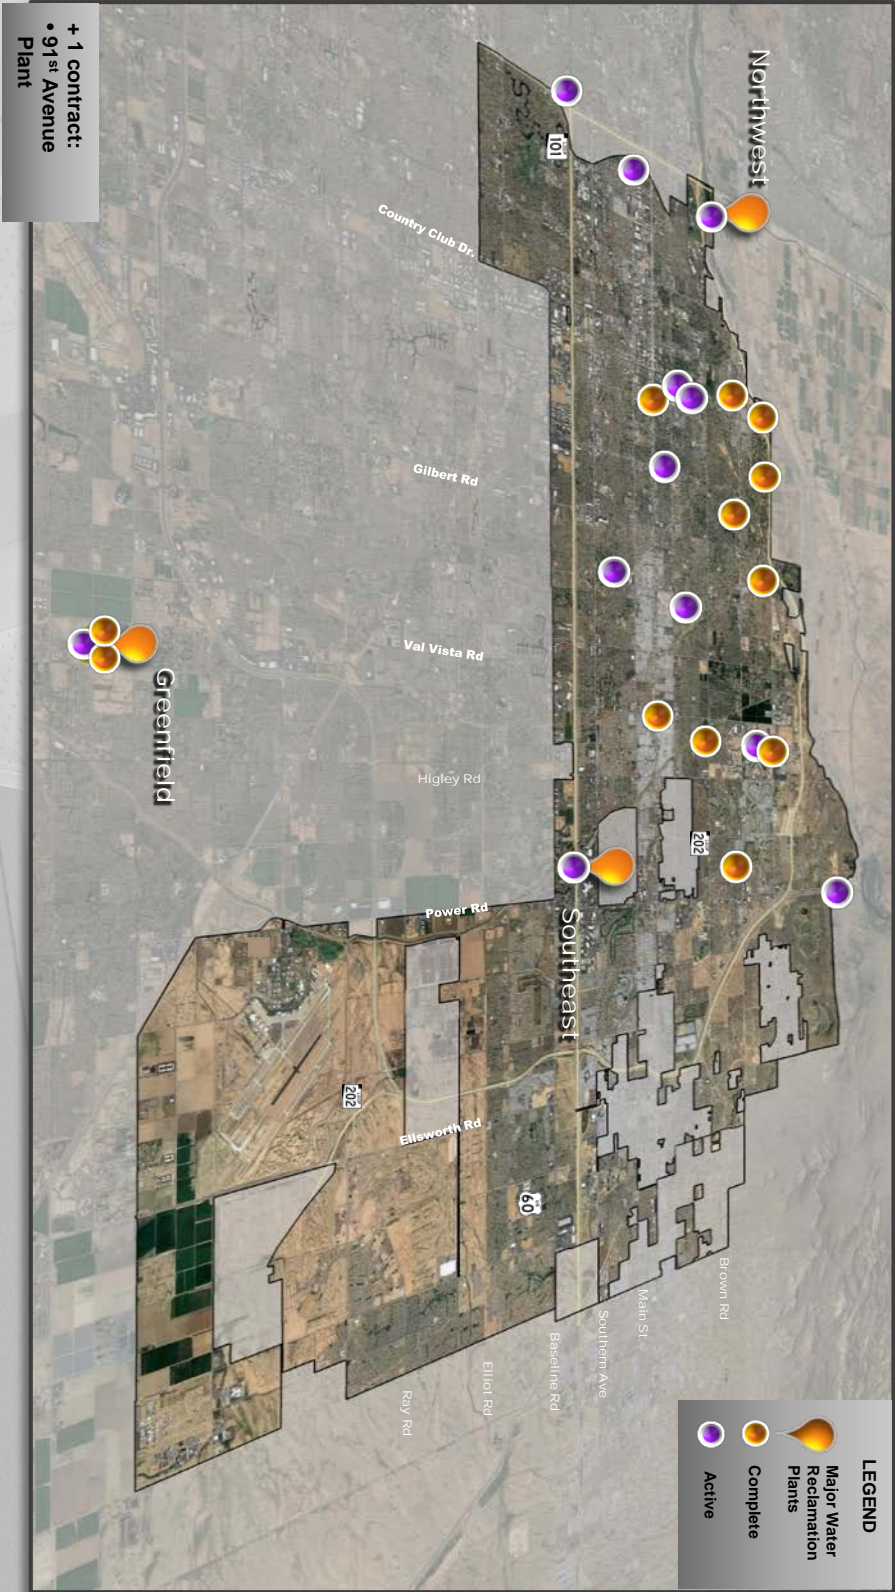 + 1 contract:
• 91st Avenue
Plant
Northwest
101
Country Club Dr.
Gilbert Rd
Val Vista Rd
Greenfield
Higley Rd
202
Power Rd
Southeast
202
Ellsworth Rd
60
Brown Rd
Main St.
Southern Ave
Baseline Rd
Elliot Rd
Ray Rd
LEGEND
Major Water
Reclamation
Plants
Complete
Active